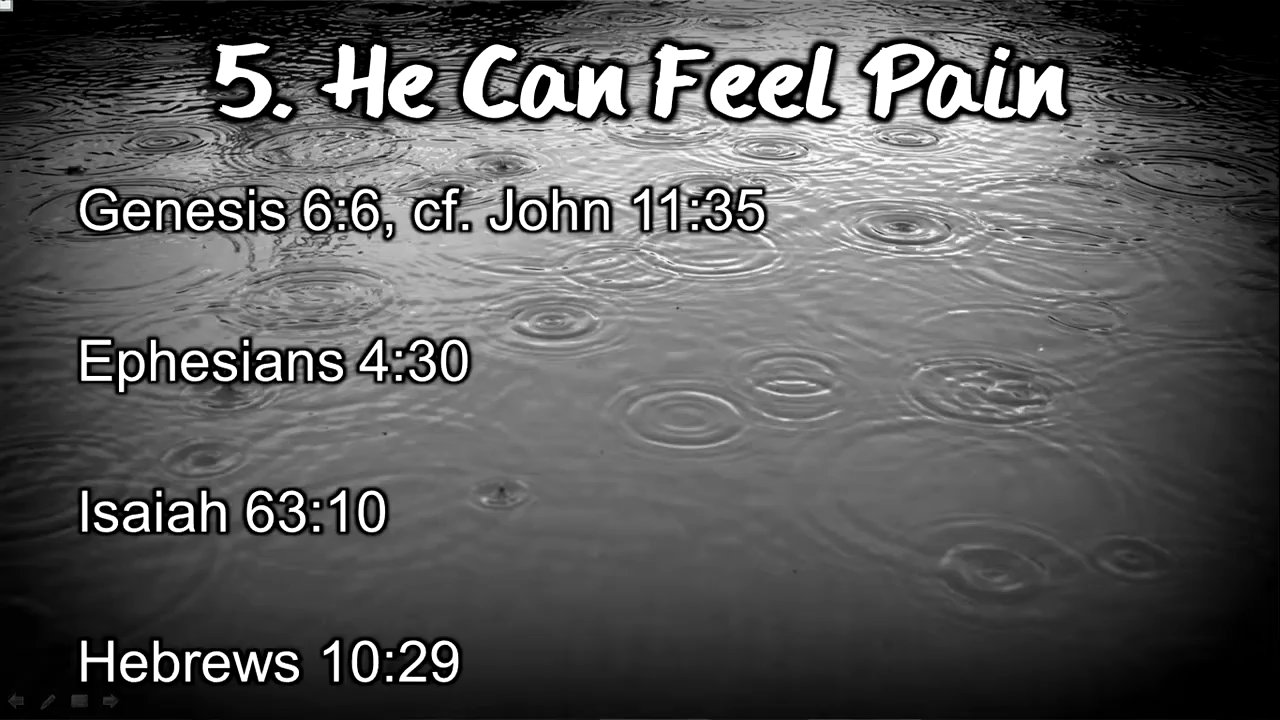 5. He Can Feel Pain
Genesis 6:6, cf. John 11:35
Ephesians 4:30
Isaiah 63:10
Hebrews 10:29